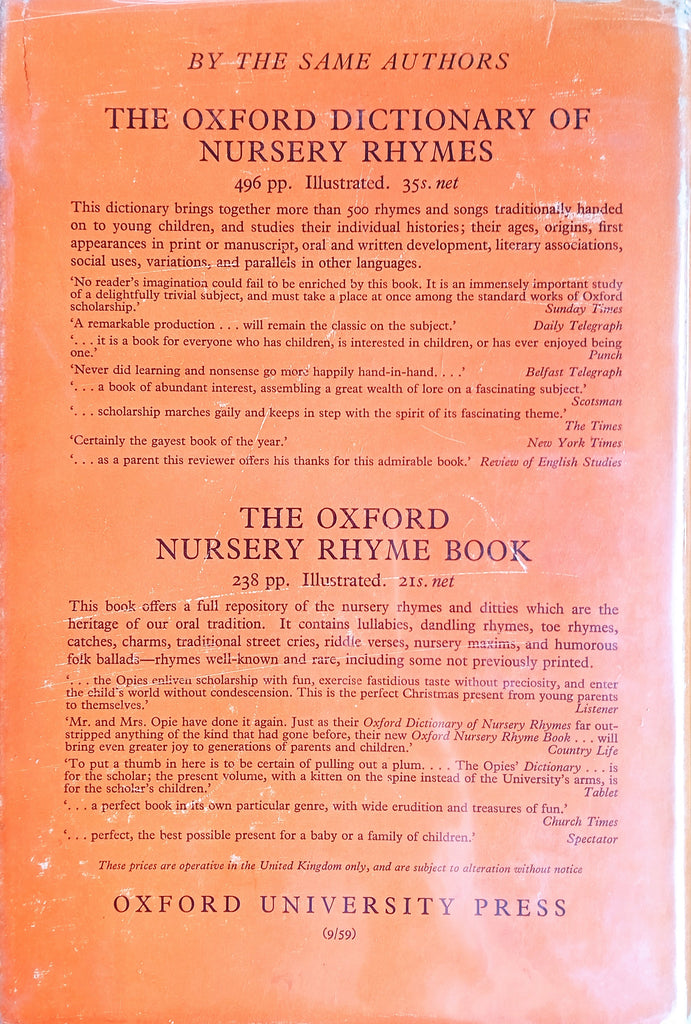 BY THE SAME AUTHORS
THE OXFORD DICTIONARY OF
NURSERY RHYMES
496 pp. Illustrated. 35s. net
This dictionary brings together more than 500 rhymes and songs traditionally handed
on to young children, and studies their individual histories; their ages, origins, first
appearances in print or manuscript, oral and written development, literary associations,
social uses, variations, and parallels in other languages.
‘No reader’s imagination could fail to be enriched by this book. It is an immensely important study
of a delightfully trivial subject, and must take a place at once among the standard works of Oxford
scholarship.’ Sunday Times
‘A remarkable production . . . will remain the classic on the subject.’ Daily Telegraph
‘. . . it is a book for everyone who has children, is interested in children, or has ever enjoyed being
one.’ Punch
‘Never did learning and nonsense go more happily hand-in-hand. . . .’ Belfast Telegraph
‘. . . a book of abundant interest, assembling a great wealth of lore on a fascinating subject.’
Scotsman
‘. . . scholarship marches gaily and keeps in step with the spirit of its fascinating theme.’
The Times
‘Certainly the gayest book of the year.’ New York Times
‘. . . as a parent this reviewer offers his thanks for this admirable book.’ Review of English Studies
THE OXFORD
NURSERY RHYME BOOK
238 pp. Illustrated. 21s. net
This book offers a full repository of the nursery rhymes and ditties which are the
heritage of our oral tradition. It contains lullabies, dandling rhymes, toe rhymes,
catches, charms, traditional street cries, riddle verses, nursery maxims, and humorous
folk ballads—rhymes well-known and rare, including some not previously printed.
‘. . . the Opies enliven scholarship with fun, exercise fastidious taste without preciosity, and enter
the child’s world without condescension. This is the perfect Christmas present from young parents
to themselves.’ Listener
‘Mr. and Mrs. Opie have done it again. Just as their Oxford Dictionary of Nursery Rhymes far out-
stripped anything of the kind that had gone before, their new Oxford Nursery Rhyme Book . . . will
bring even greater joy to generations of parents and children.’ Country Life
‘To put a thumb in here is to be certain of pulling out a plum. . . . The Opies’ Dictionary . . . is
for the scholar; the present volume, with a kitten on the spine instead of the University’s arms, is
for the scholar’s children.’ Tablet
‘. . . a perfect book in its own particular genre, with wide erudition and treasures of fun.’
Church Times
‘. . . perfect, the best possible present for a baby or a family of children.’ Spectator
These prices are operative in the United Kingdom only, and are subject to alteration without notice
OXFORD UNIVERSITY PRESS
(9/59)